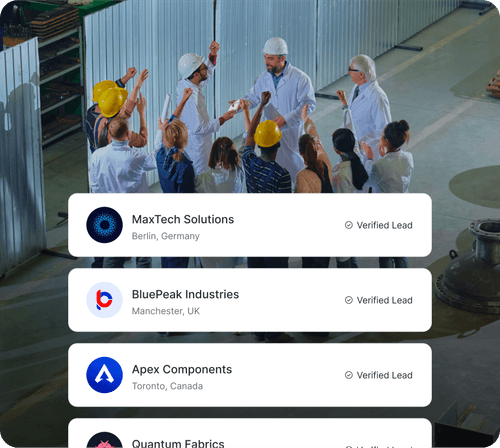 MaxTech Solutions
Berlin, Germany
Verified Lead
BluePeak Industries
Manchester, UK
Verified Lead
Apex Components
Toronto, Canada
Verified Lead
Quantum Fabrics